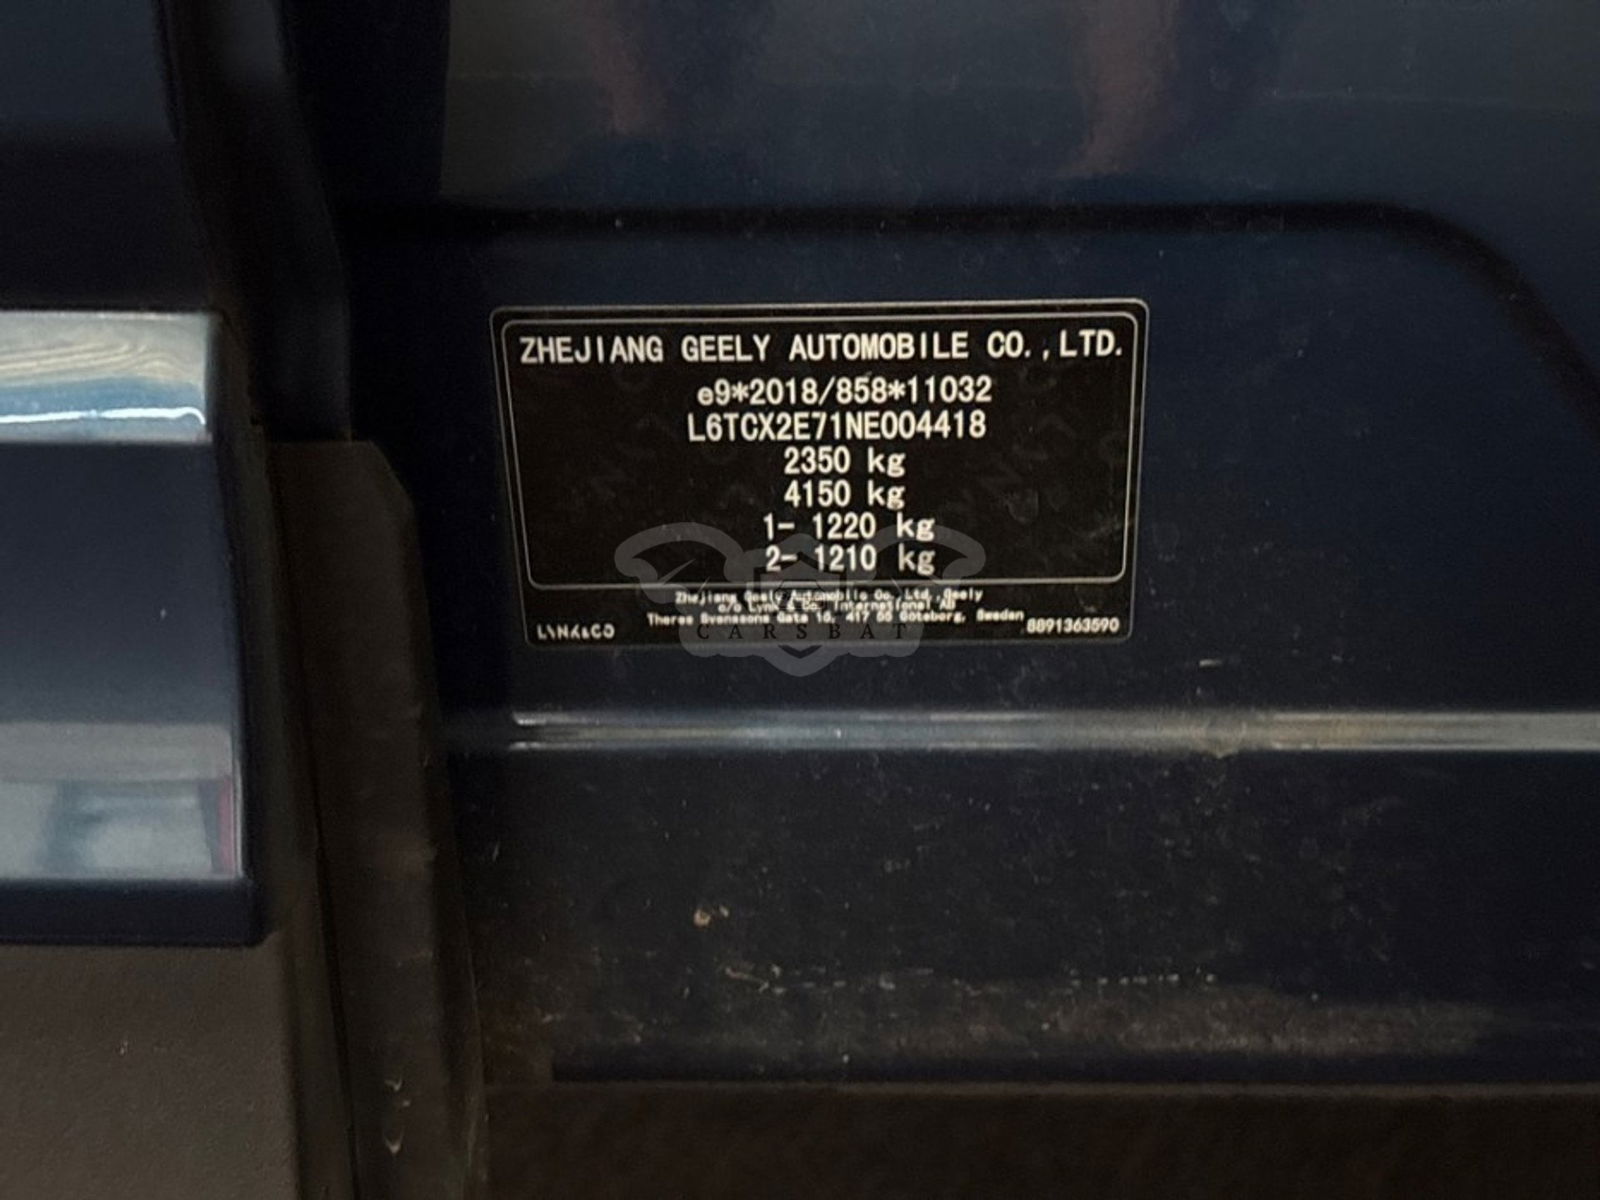 ZHEJIANG GEELY AUTOMOBILE CO.,LTD.
e9*2018/858*11032
L6TCX2E71NE004418
2350 kg
4150 kg
1- 1220 kg
2- 1210 kg
Zhejiang Geely Automobile Co.,Ltd.,Geely
c/o Lynk & Co. International AB
Theres Svenssons Gata 10, 417 55 Göteborg, Sweden
LYNK&CO
8891363590
CARSBAT